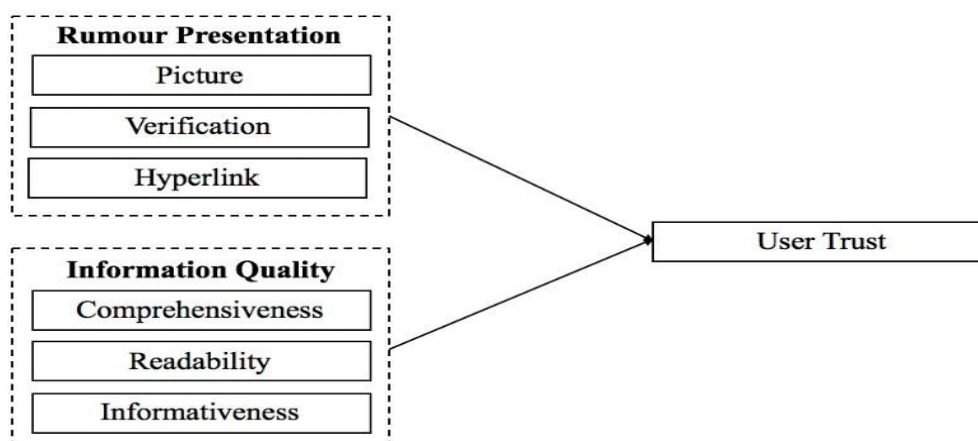 Rumour Presentation
Picture
Verification
Hyperlink
Information Quality
Comprehensiveness
Readability
Informativeness
User Trust